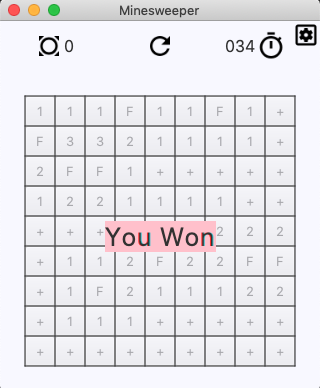 Minesweeper
0 034
1 1 1 F 1 1 F 1 +
F 3 3 2 1 1 1 1 +
2 F F 1 + + + + +
1 2 2 1 1 1 1 + +
+ + + You Won 2 2 2
+ 1 1 2 F 2 2 F F
+ 1 F 2 1 1 1 2 2
+ 1 1 1 + + + + +
+ + + + + + + + +